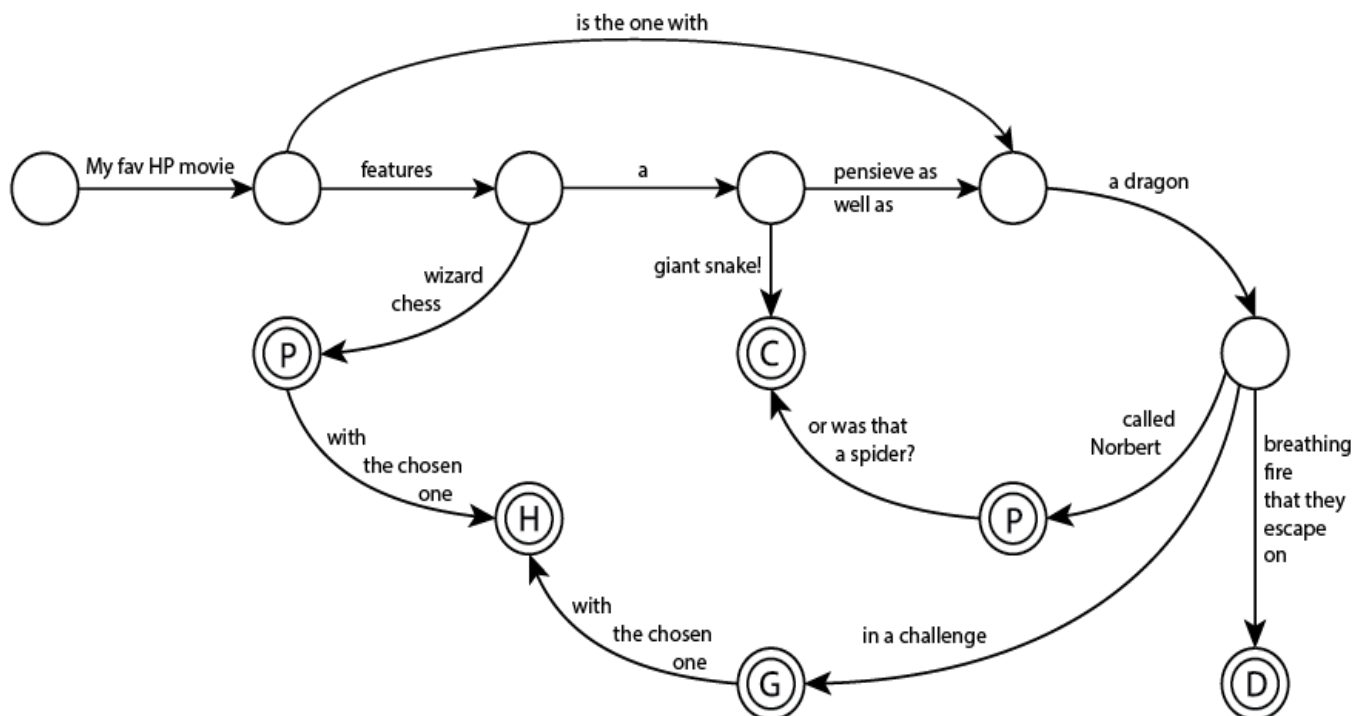 is the one with
My fav HP movie
features
a
pensieve as
well as
a dragon
giant snake!
wizard
chess
P
C
called
Norbert
or was that
a spider?
breathing
fire
that they
escape
on
with
the chosen
one
H
P
with
the chosen
one
in a challenge
G
D